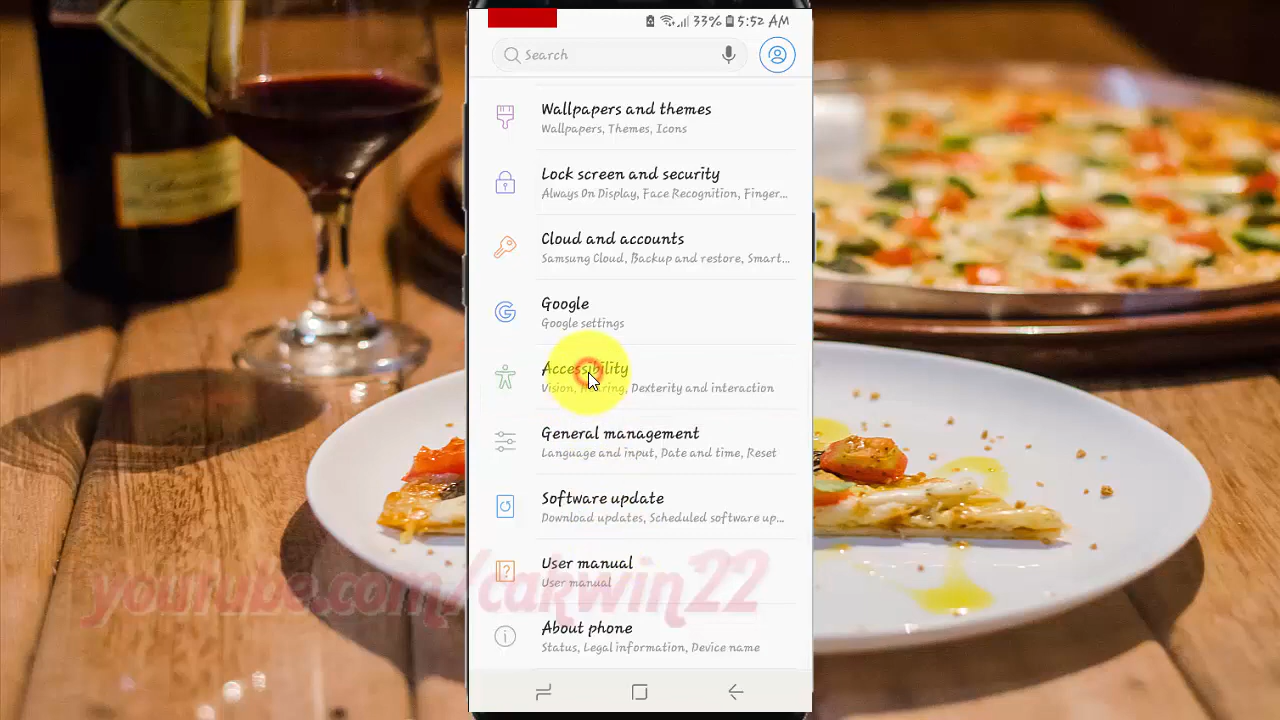 33% 5:52 AM
Search
Wallpapers and themes
Wallpapers, Themes, Icons
Lock screen and security
Always On Display, Face Recognition, Finger...
Cloud and accounts
Samsung Cloud, Backup and restore, Smart...
Google
Google settings
Accessibility
Vision, Hearing, Dexterity and interaction
General management
Language and input, Date and time, Reset
Software update
Download updates, Scheduled software up...
User manual
User manual
youtube.com/cakwin22
About phone
Status, Legal information, Device name